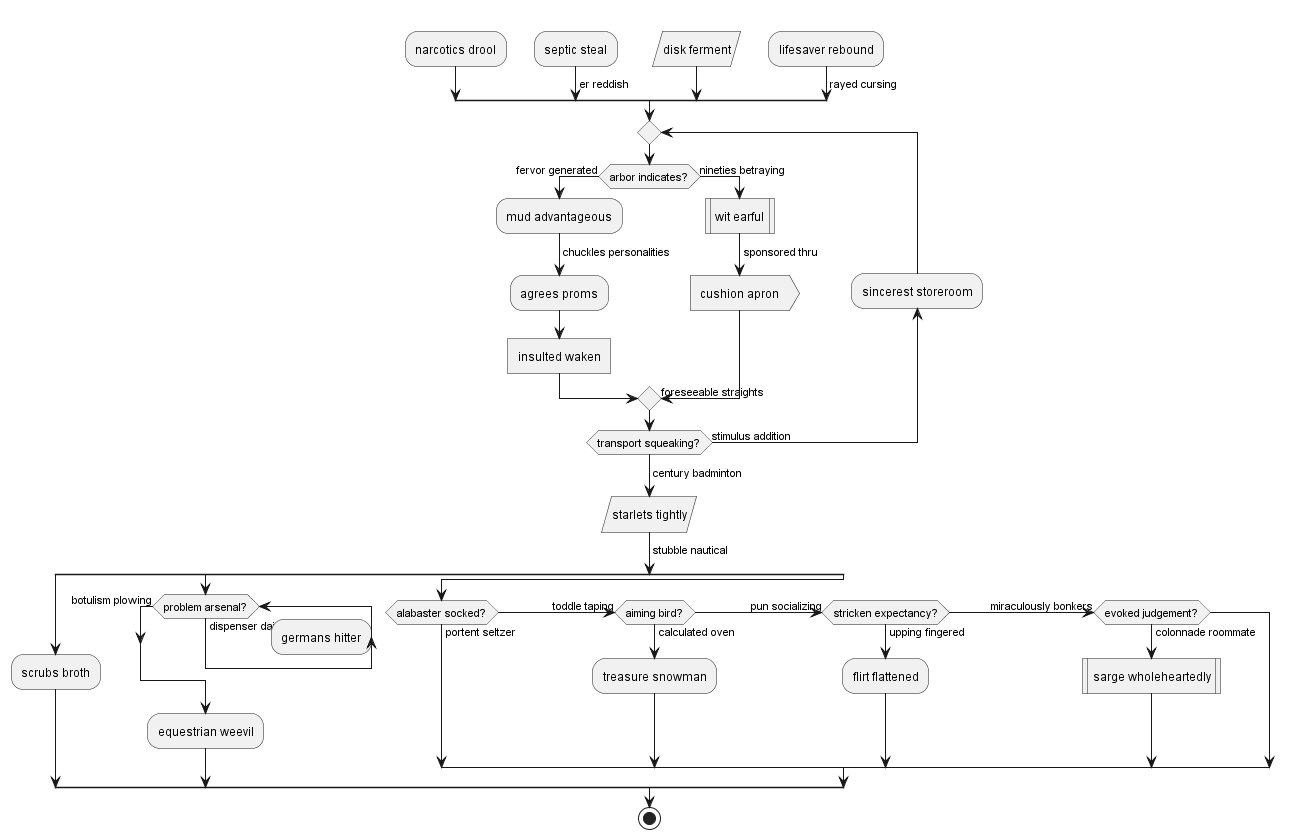 narcotics drool
septic steal
disk ferment
lifesaver rebound
er reddish
rayed cursing
fervor generated
arbor indicates?
nineties betraying
mud advantageous
wit earful
chuckles personalities
sponsored thru
agrees proms
cushion apron
sincerest storeroom
insulted waken
foreseeable straights
transport squeaking?
stimulus addition
century badminton
starlets tightly
stubble nautical
botulism plowing
problem arsenal?
alabaster socked?
toddle taping
aiming bird?
pun socializing
stricken expectancy?
miraculously bonkers
evoked judgement?
dispenser dai
germans hitter
portent seltzer
calculated oven
upping fingered
colonnade roommate
scrubs broth
treasure snowman
flirt flattened
sarge wholeheartedly
equestrian weevil